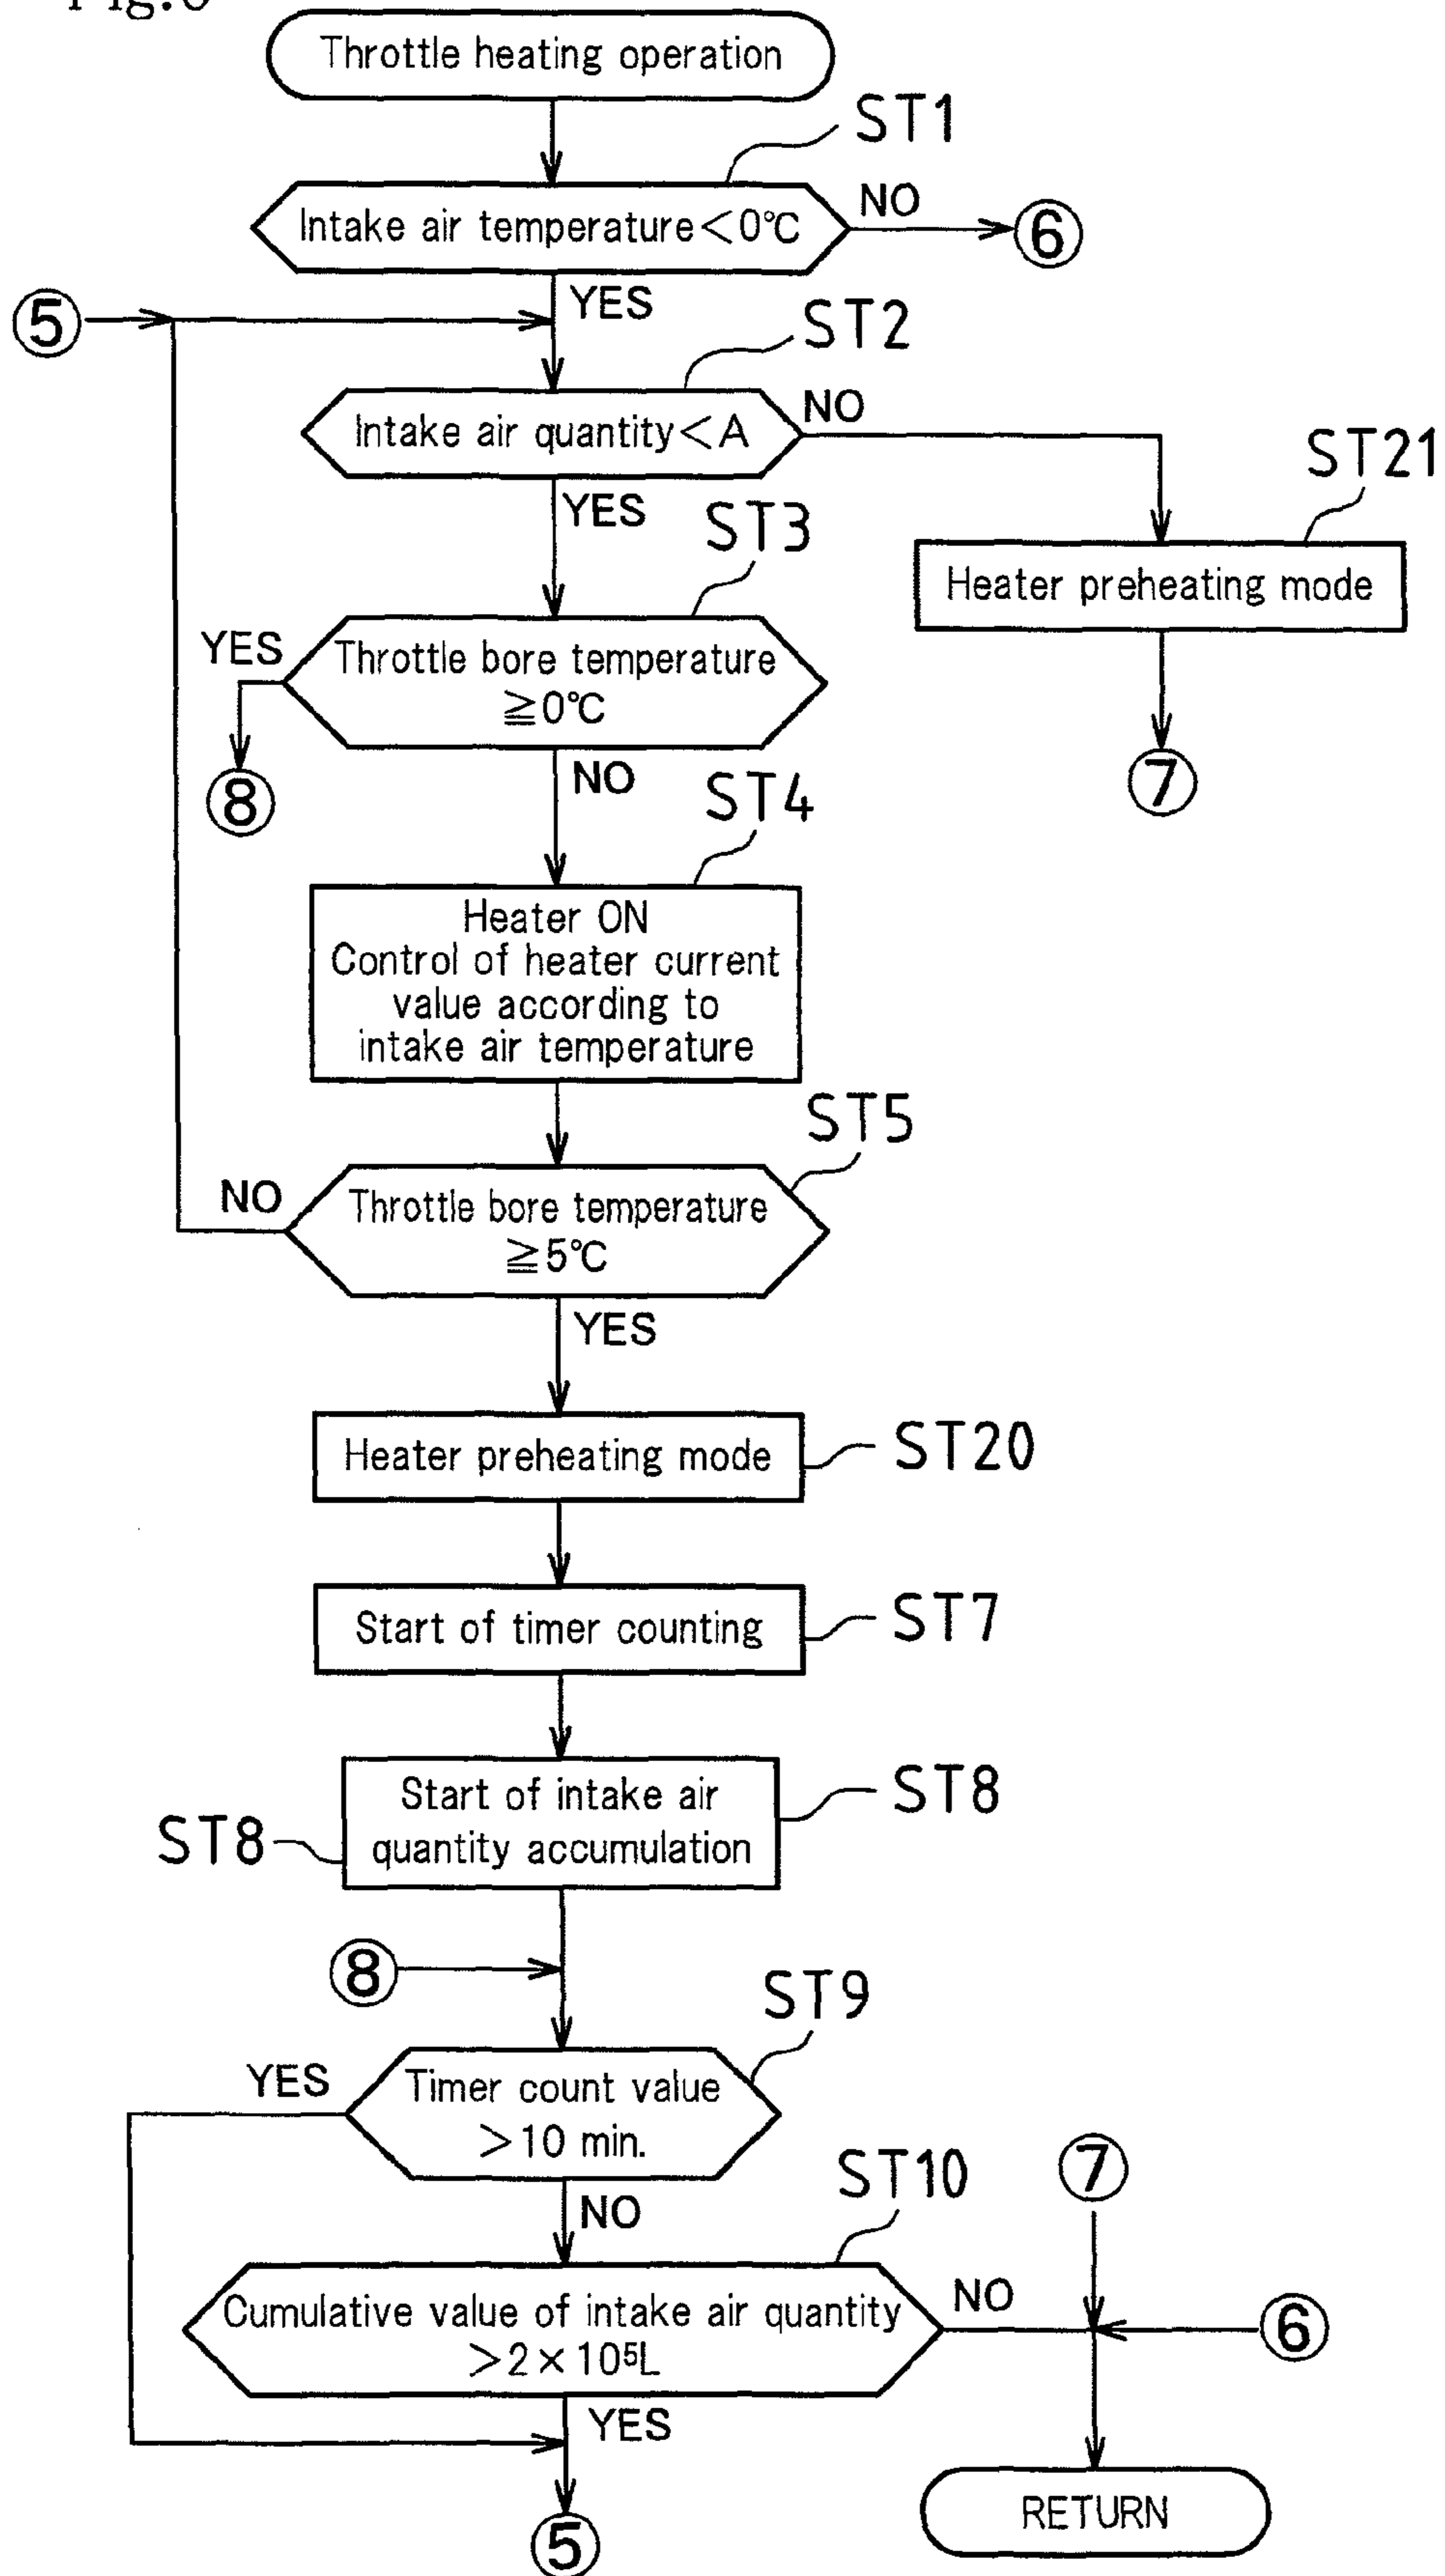 Throttle heating operation
ST1
Intake air temperature<0℃
NO
⑥
YES
⑤
ST2
Intake air quantity<A
NO
ST21
YES
ST3
Heater preheating mode
YES
Throttle bore temperature
≧0℃
⑦
⑧
NO
ST4
Heater ON
Control of heater current
value according to
intake air temperature
ST5
NO
Throttle bore temperature
≧5℃
YES
Heater preheating mode
ST20
Start of timer counting
ST7
Start of intake air
quantity accumulation
ST8
ST8
⑧
ST9
YES
Timer count value
>10 min.
ST10
⑦
NO
Cumulative value of intake air quantity
>2×10⁵L
NO
⑥
YES
RETURN
⑤